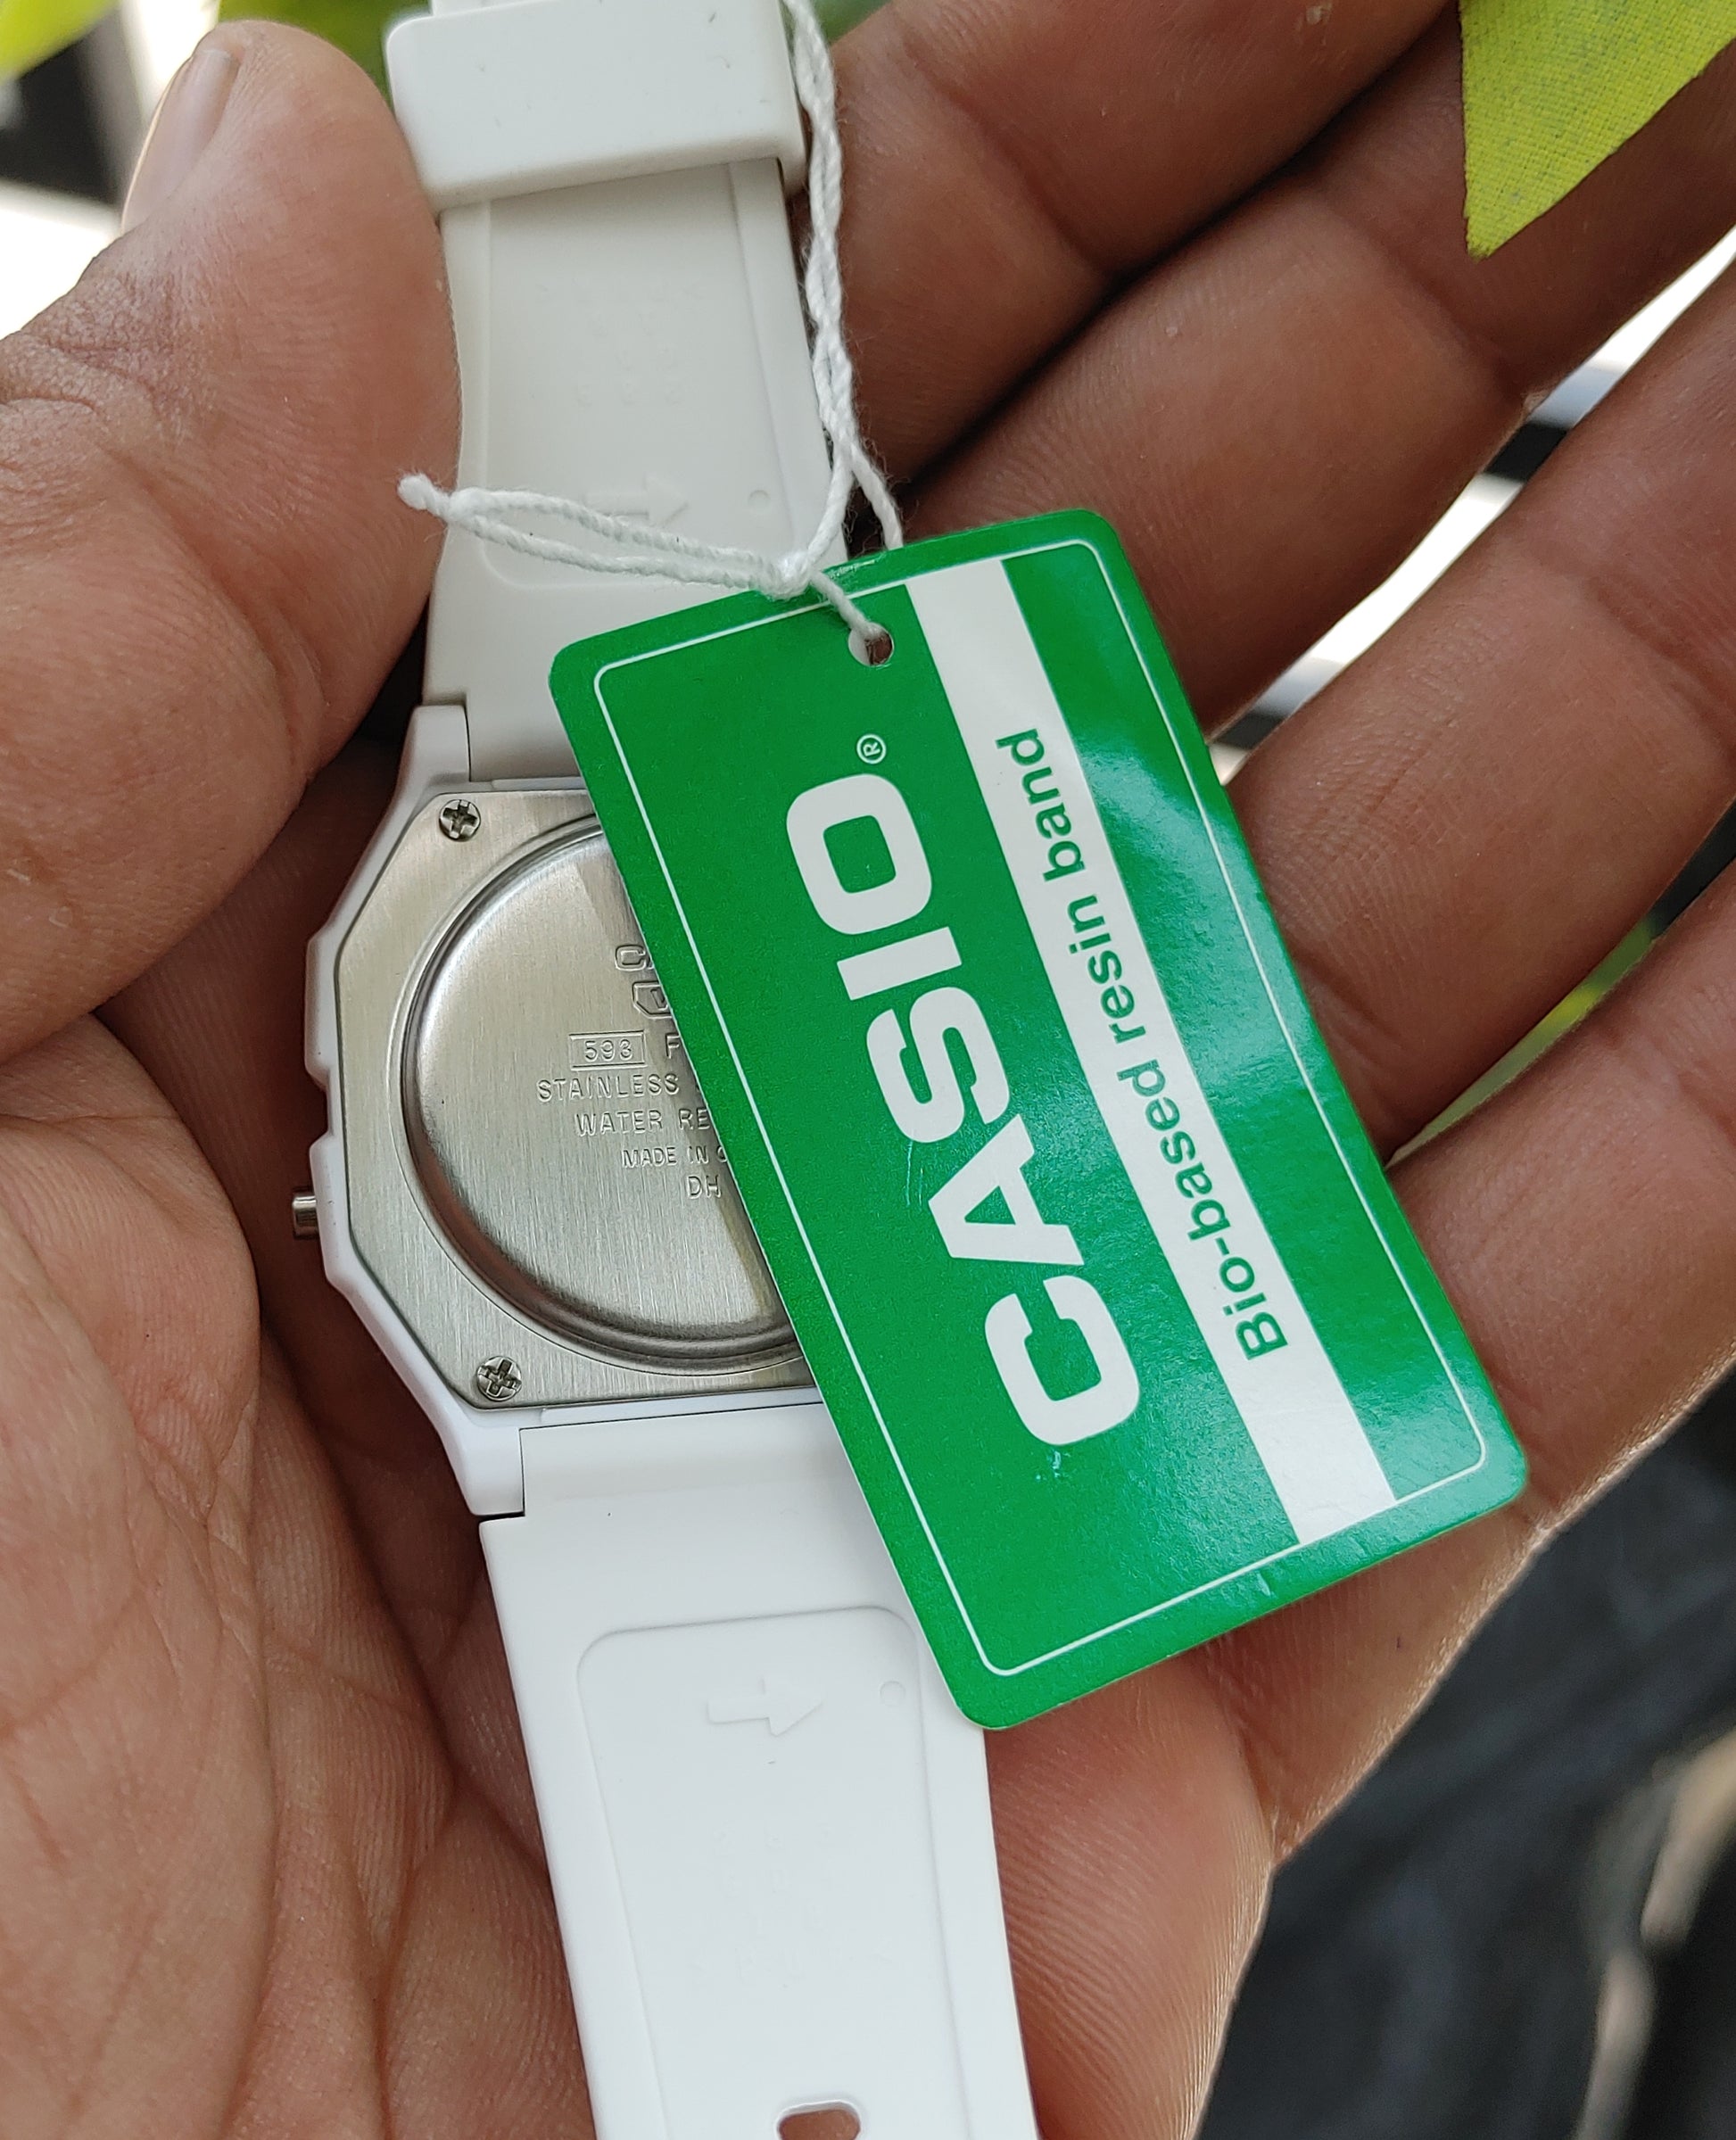 CASIO®
Bio-based resin band
593 F
STAINLESS
WATER RE
MADE IN C
DH